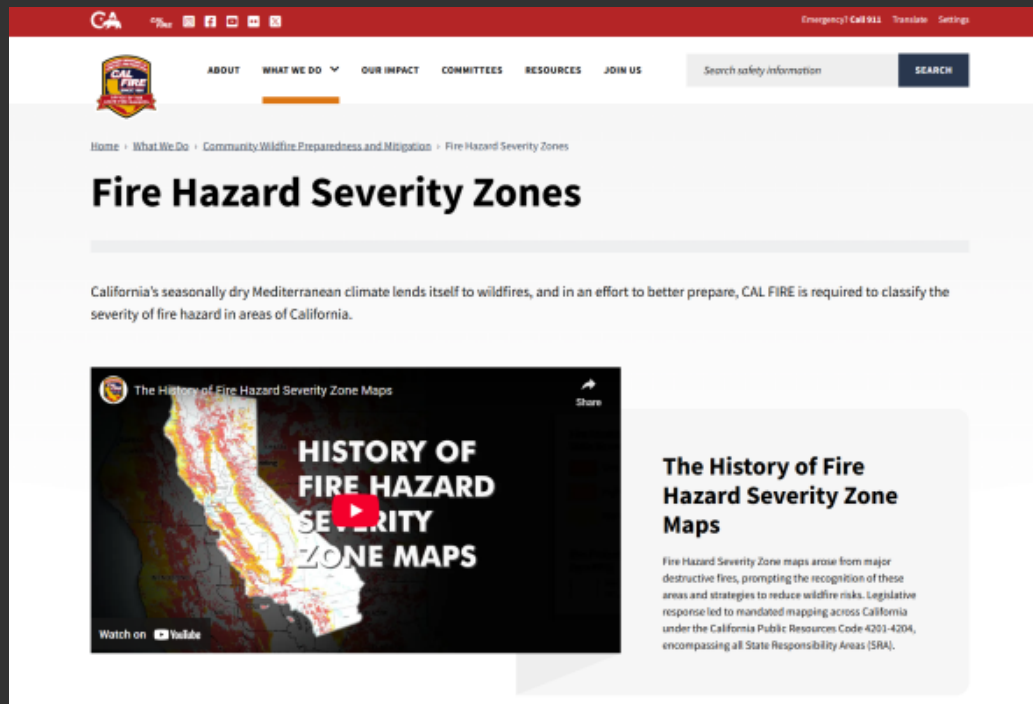 CA CAL FIRE Emergency? Call 911 Translate Settings
CAL FIRE
SINCE 1885
ABOUT WHAT WE DO OUR IMPACT COMMITTEES RESOURCES JOIN US Search safety information SEARCH
Home › What We Do › Community Wildfire Preparedness and Mitigation › Fire Hazard Severity Zones
Fire Hazard Severity Zones
California's seasonally dry Mediterranean climate lends itself to wildfires, and in an effort to better prepare, CAL FIRE is required to classify the
severity of fire hazard in areas of California.
The History of Fire Hazard Severity Zone Maps
Share
HISTORY OF
FIRE HAZARD
SEVERITY
ZONE MAPS
Watch on YouTube
The History of Fire
Hazard Severity Zone
Maps
Fire Hazard Severity Zone maps arose from major
destructive fires, prompting the recognition of these
areas and strategies to reduce wildfire risks. Legislative
response led to mandated mapping across California
under the California Public Resources Code 4201-4204,
encompassing all State Responsibility Areas (SRA).